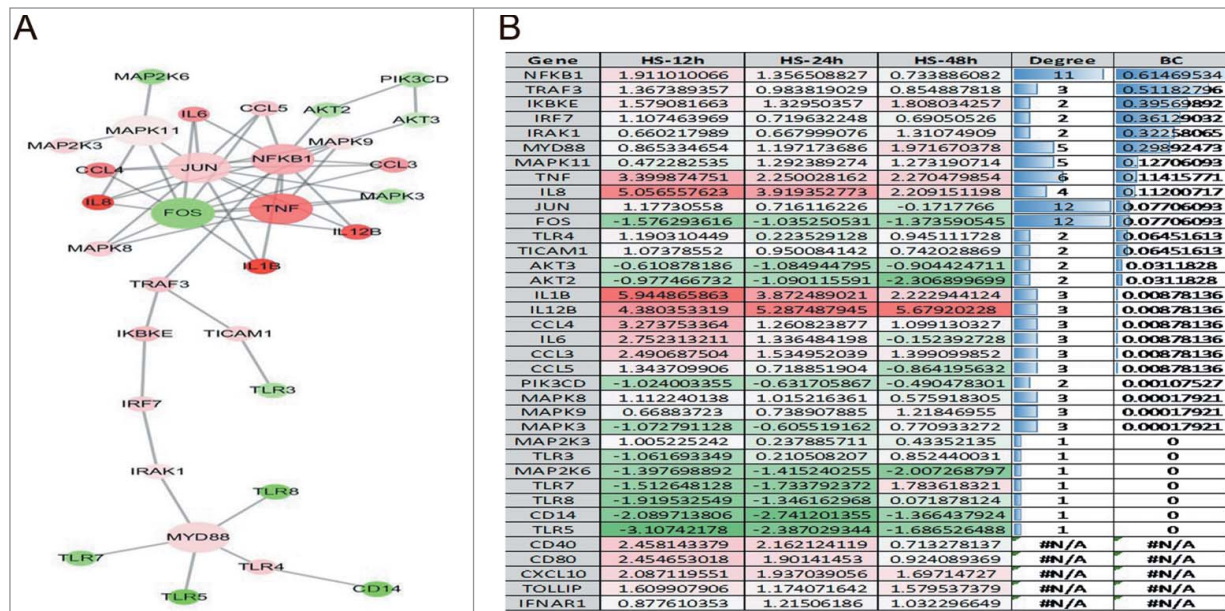 A
MAP2K6
PIK3CD
CCL5
AKT2
IL6
MAPK11
AKT3
MAPK9
MAP2K3
JUN
NFKB1
CCL4
CCL3
MAPK3
IL8
FOS
TNF
IL12B
MAPK8
IL1B
TRAF3
IKBKE
TICAM1
IRF7
TLR3
IRAK1
TLR8
MYD88
TLR7
TLR4
TLR5
CD14
B
Gene HS-12h HS-24h HS-48h Degree BC
NFKB1 1.911010066 1.356508827 0.733886082 11 0.61469534
TRAF3 1.367389357 0.983819029 0.854887818 3 0.51182796
IKBKE 1.579081663 1.32950357 1.808034257 2 0.39569892
IRF7 1.107463969 0.719632248 0.69050526 2 0.36129032
IRAK1 0.660217989 0.667999076 1.31074909 2 0.32258065
MYD88 0.865334654 1.197173686 1.971670378 5 0.29892473
MAPK11 0.472282535 1.292389274 1.273190714 5 0.12706093
TNF 3.399874751 2.250028162 2.270479854 6 0.11415771
IL8 5.056557623 3.919352773 2.209151198 4 0.11200717
JUN 1.17730558 0.716116226 -0.1717766 12 0.07706093
FOS -1.576293616 -1.035250531 -1.373590545 12 0.07706093
TLR4 1.190310449 0.223529128 0.945111728 2 0.06451613
TICAM1 1.07378552 0.950084142 0.742028869 2 0.06451613
AKT3 -0.610878186 -1.084944795 -0.904424711 2 0.0311828
AKT2 -0.977466732 -1.090115591 -2.306899699 2 0.0311828
IL1B 5.944865863 3.872489021 2.222944124 3 0.00878136
IL12B 4.380353319 5.287487945 5.67920228 3 0.00878136
CCL4 3.273753364 1.260823877 1.099130327 3 0.00878136
IL6 2.752313211 1.336484198 -0.152392728 3 0.00878136
CCL3 2.490687504 1.534952039 1.399099852 3 0.00878136
CCL5 1.343709906 0.718851904 -0.864195632 3 0.00878136
PIK3CD -1.024003355 -0.631705867 -0.490478301 2 0.00107527
MAPK8 1.112240138 1.015216361 0.575918305 3 0.00017921
MAPK9 0.66883723 0.738907885 1.21846955 3 0.00017921
MAPK3 -1.072791128 -0.605519162 0.770933272 3 0.00017921
MAP2K3 1.005225242 0.237885711 0.43352135 1 0
TLR3 -1.061693349 0.210508207 0.852440031 1 0
MAP2K6 -1.397698892 -1.415240255 -2.007268797 1 0
TLR7 -1.512648128 -1.733792372 1.783618321 1 0
TLR8 -1.919532549 -1.346162968 0.071878124 1 0
CD14 -2.089713806 -2.741201355 -1.366437924 1 0
TLR5 -3.10742178 -2.387029344 -1.686526488 1 0
CD40 2.458143379 2.162124119 0.713278137 #N/A #N/A
CD80 2.454653018 1.90141453 0.924089369 #N/A #N/A
CXCL10 2.087119551 1.937039056 1.69714727 #N/A #N/A
TOLLIP 1.609907906 1.174071642 1.579537379 #N/A #N/A
IFNAR1 0.877610353 1.21506186 1.032296649 #N/A #N/A